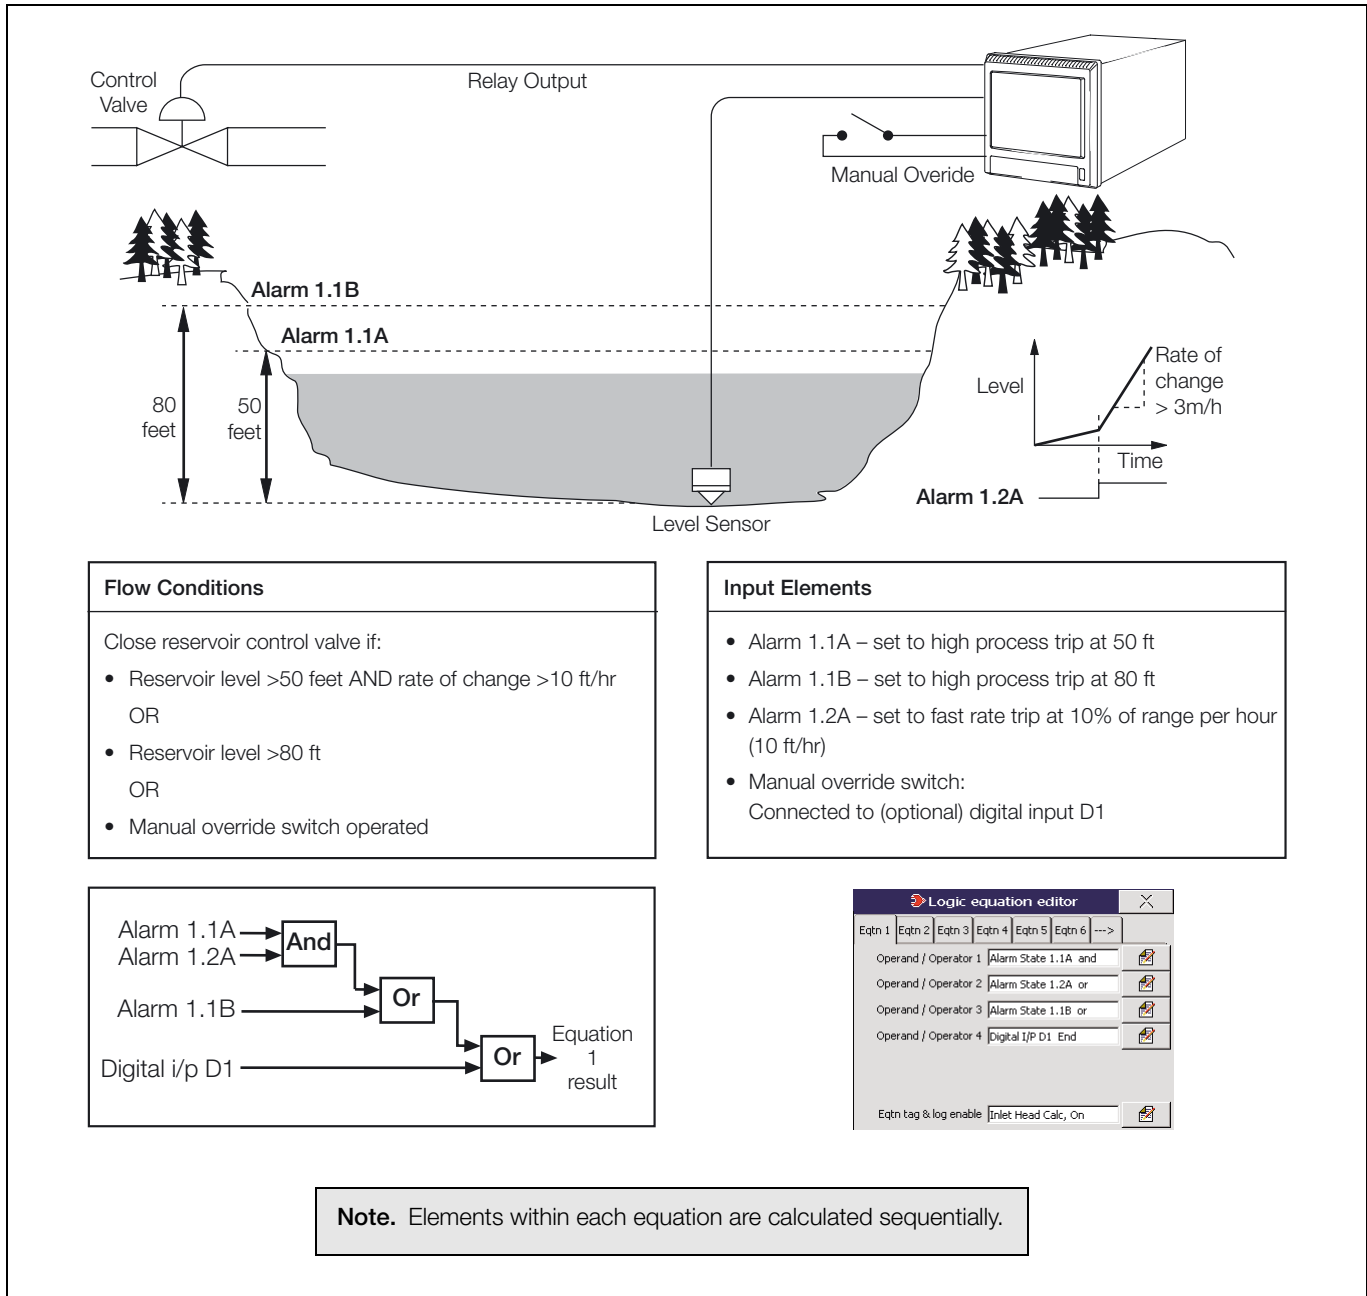 Control
Valve
Relay Output
Manual Overide
Alarm 1.1B
Alarm 1.1A
80
feet
50
feet
Level
Rate of
change
> 3m/h
Time
Alarm 1.2A
Level Sensor
Flow Conditions
Close reservoir control valve if:
• Reservoir level >50 feet AND rate of change >10 ft/hr
OR
• Reservoir level >80 ft
OR
• Manual override switch operated
Input Elements
• Alarm 1.1A – set to high process trip at 50 ft
• Alarm 1.1B – set to high process trip at 80 ft
• Alarm 1.2A – set to fast rate trip at 10% of range per hour
(10 ft/hr)
• Manual override switch:
Connected to (optional) digital input D1
Alarm 1.1A
Alarm 1.2A
And
Alarm 1.1B
Or
Digital i/p D1
Or
Equation
1
result
Logic equation editor
Eqtn 1 Eqtn 2 Eqtn 3 Eqtn 4 Eqtn 5 Eqtn 6 --->
Operand / Operator 1 Alarm State 1.1A and
Operand / Operator 2 Alarm State 1.2A or
Operand / Operator 3 Alarm State 1.1B or
Operand / Operator 4 Digital I/P D1 End
Eqtn tag & log enable Inlet Head Calc, On
Note. Elements within each equation are calculated sequentially.